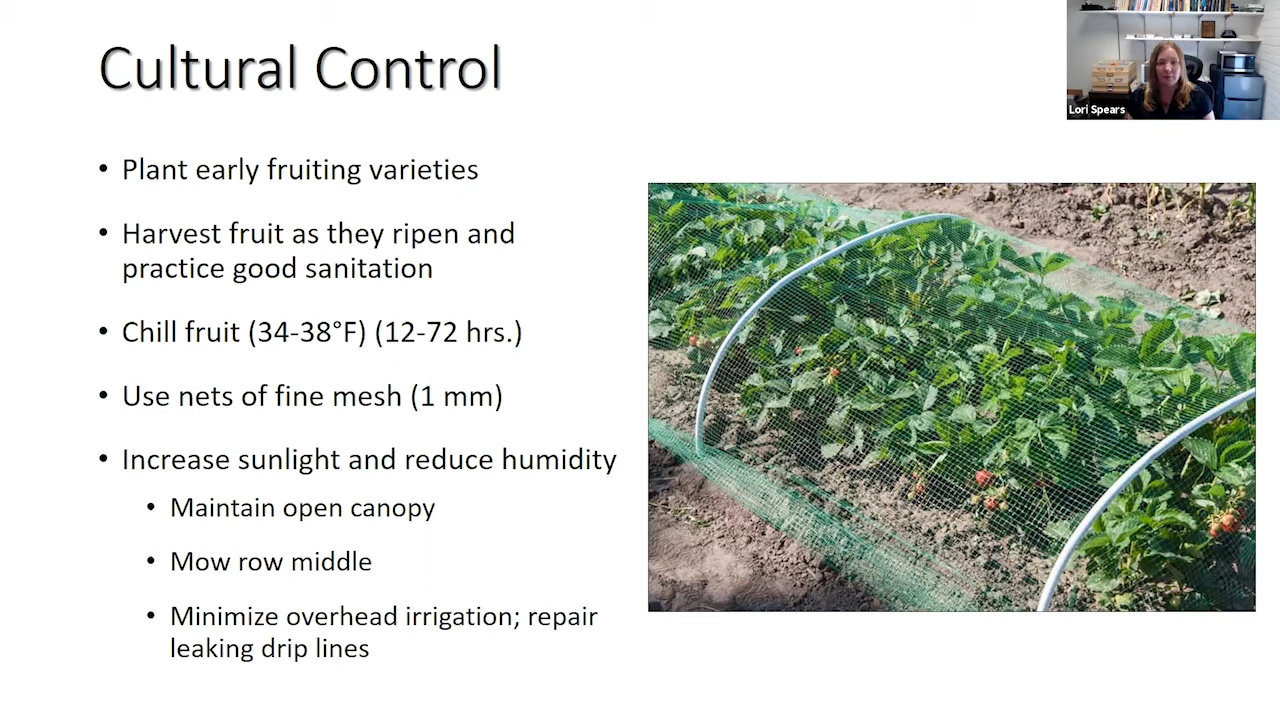 Cultural Control
Lori Spears
• Plant early fruiting varieties
• Harvest fruit as they ripen and
practice good sanitation
• Chill fruit (34-38°F) (12-72 hrs.)
• Use nets of fine mesh (1 mm)
• Increase sunlight and reduce humidity
• Maintain open canopy
• Mow row middle
• Minimize overhead irrigation; repair
leaking drip lines